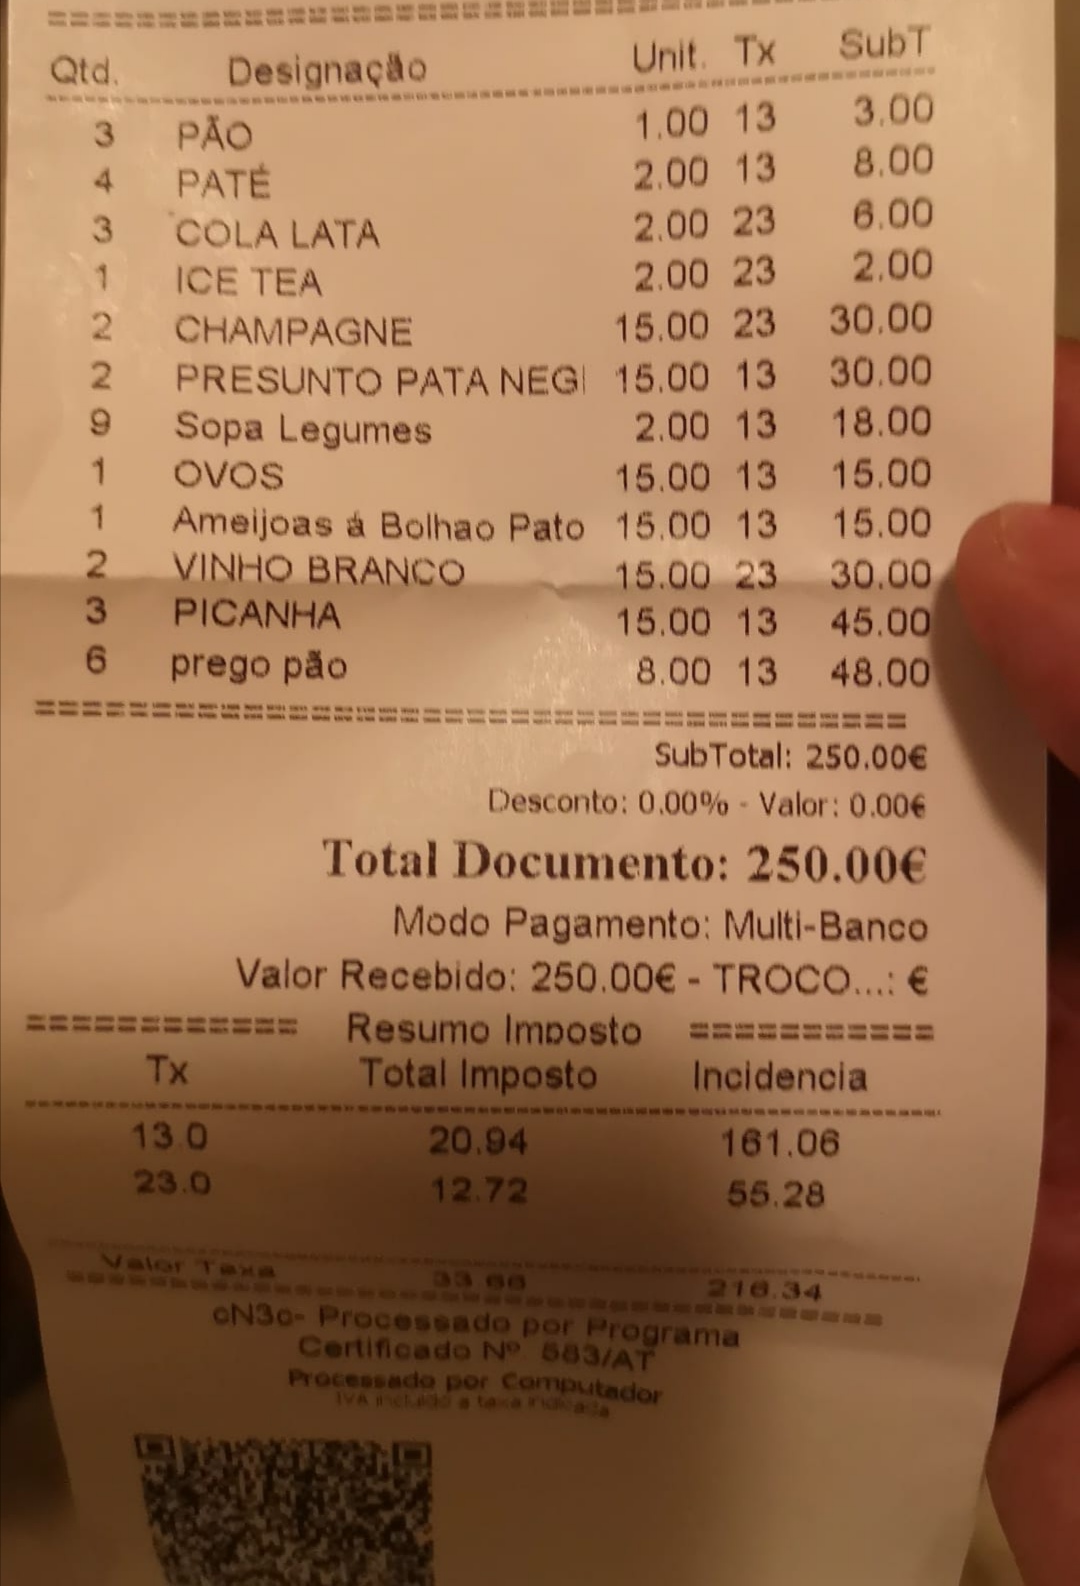 Qtd. Designação Unit. Tx SubT
3 PÃO 1.00 13 3.00
4 PATÉ 2.00 13 8.00
3 COLA LATA 2.00 23 6.00
1 ICE TEA 2.00 23 2.00
2 CHAMPAGNE 15.00 23 30.00
2 PRESUNTO PATA NEG 15.00 13 30.00
9 Sopa Legumes 2.00 13 18.00
1 OVOS 15.00 13 15.00
1 Ameijoas á Bolhao Pato 15.00 13 15.00
2 VINHO BRANCO 15.00 23 30.00
3 PICANHA 15.00 13 45.00
6 prego pão 8.00 13 48.00
SubTotal: 250.00€
Desconto: 0.00% - Valor: 0.00€
Total Documento: 250.00€
Modo Pagamento: Multi-Banco
Valor Recebido: 250.00€ - TROCO...: €
============ Resumo Imposto ===========
Tx Total Imposto Incidencia
13.0 20.94 161.06
23.0 12.72 55.28
Valor Taxa 33.66 216.34
cN3c- Processado por Programa
Certificado Nº 583/AT
Processado por Computador
IVA incluido a taxa indicada